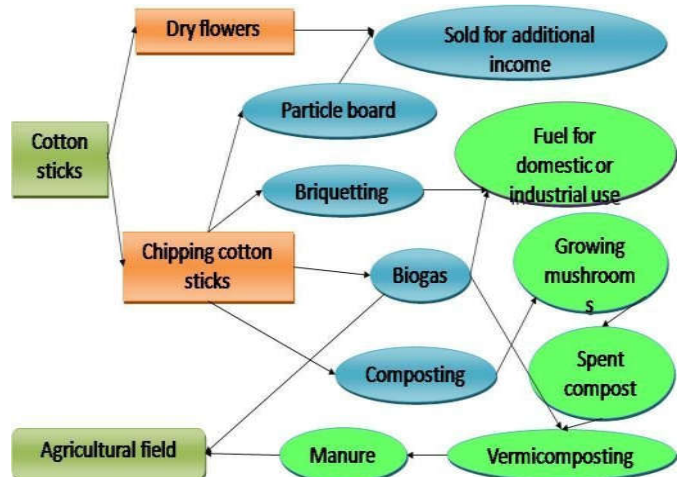 Dry flowers
Sold for additional
income
Particle board
Cotton
sticks
Fuel for
domestic or
industrial use
Briquetting
Chipping cotton
sticks
Biogas
Growing
mushroom
s
Composting
Spent
compost
Agricultural field
Manure
Vermicomposting